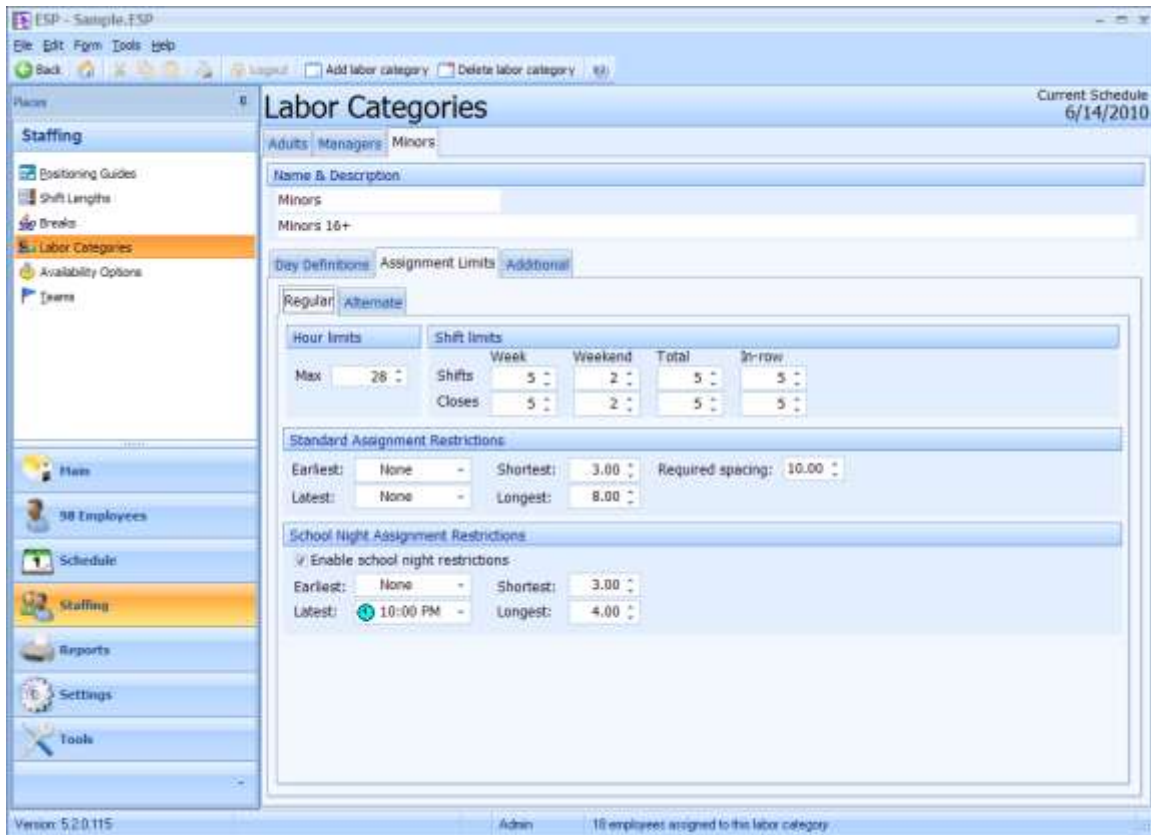 ESP - Sample.ESP
File Edit Form Tools Help
Back Logout Add labor category Delete labor category
Places
Labor Categories
Current Schedule
6/14/2010
Staffing
Adults Managers Minors
Positioning Guides
Shift Lengths
Breaks
Labor Categories
Availability Options
Teams
Name & Description
Minors
Minors 16+
Day Definitions Assignment Limits Additional
Regular Alternate
Hour limits Shift limits
Week Weekend Total In-row
Max 28 Shifts 5 2 5 5
Closes 5 2 5 5
Standard Assignment Restrictions
Earliest: None Shortest: 3.00 Required spacing: 10.00
Latest: None Longest: 8.00
School Night Assignment Restrictions
Enable school night restrictions
Earliest: None Shortest: 3.00
Latest: 10:00 PM Longest: 4.00
Main
98 Employees
Schedule
Staffing
Reports
Settings
Tools
Version: 5.2.0.115 Admin 18 employees assigned to this labor category